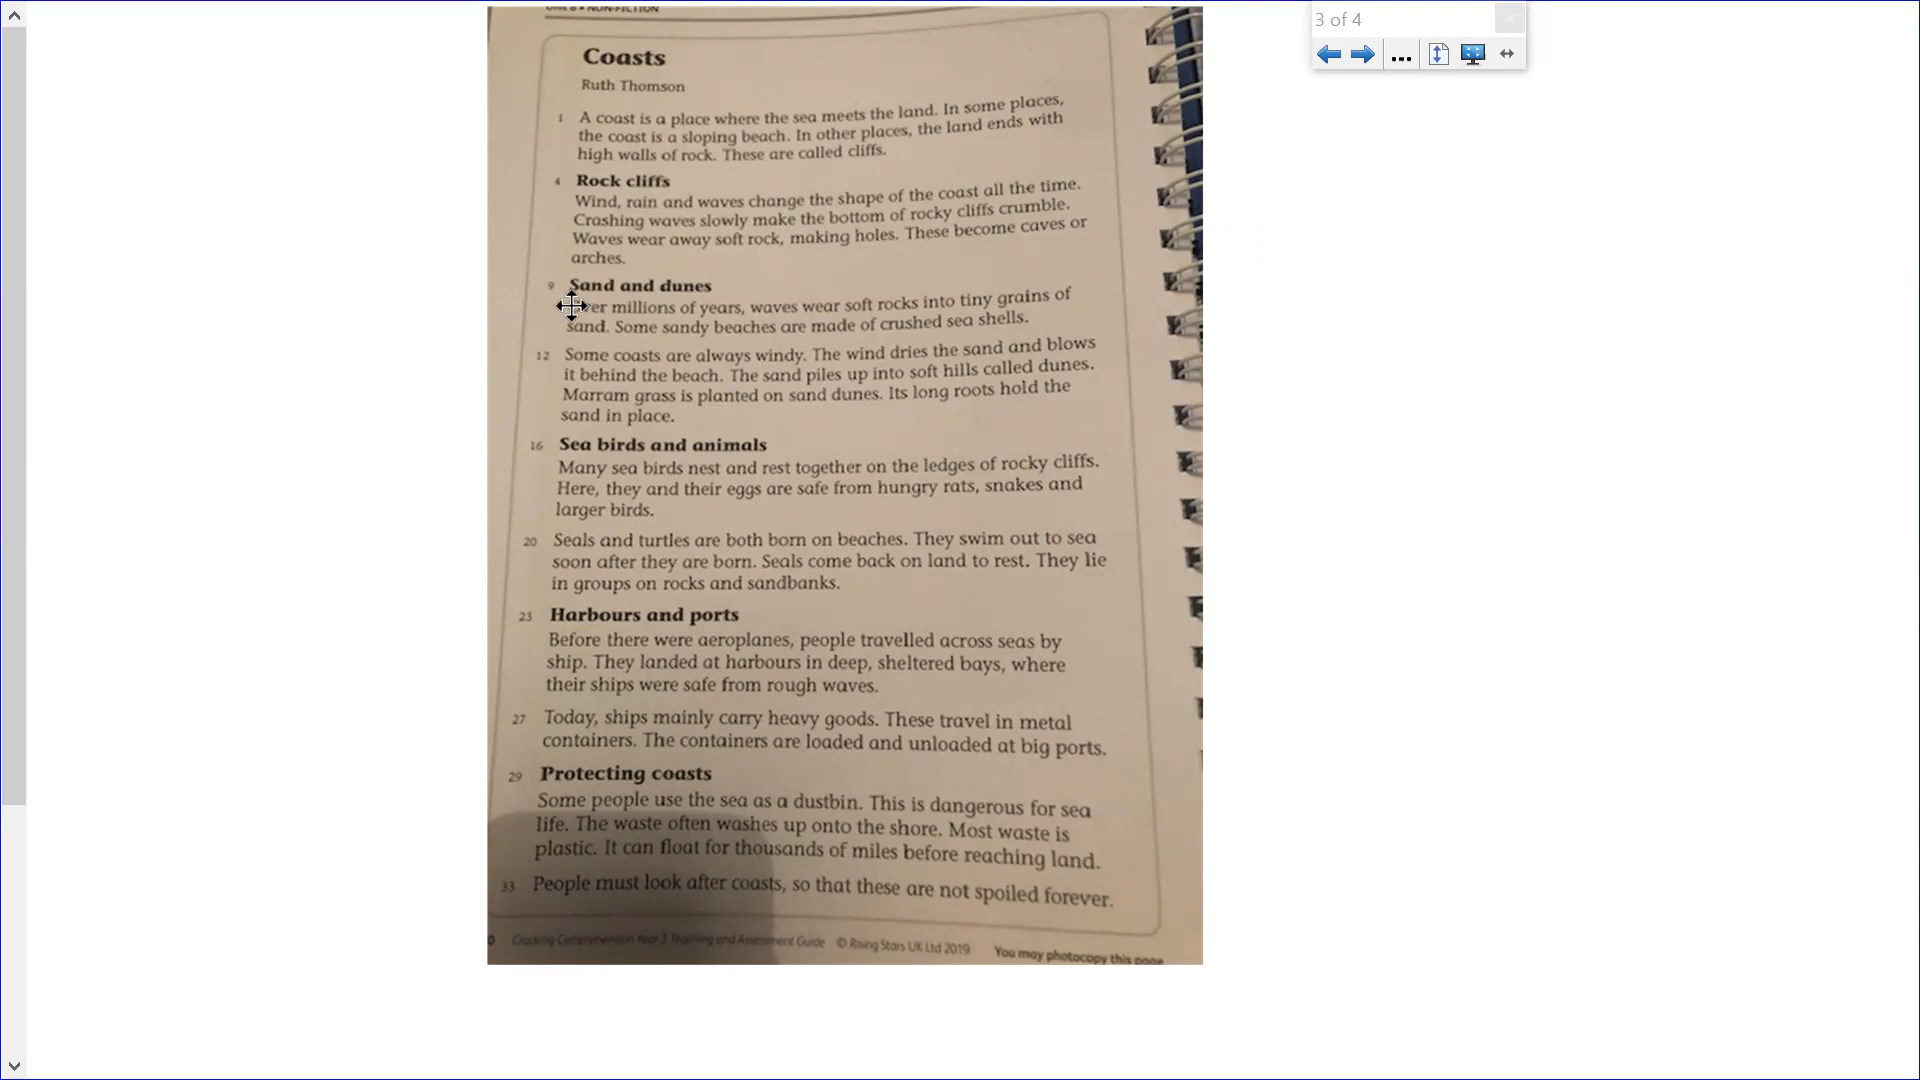 3 of 4
NON-FICTION
Coasts
Ruth Thomson
1 A coast is a place where the sea meets the land. In some places,
the coast is a sloping beach. In other places, the land ends with
high walls of rock. These are called cliffs.
4 Rock cliffs
Wind, rain and waves change the shape of the coast all the time.
Crashing waves slowly make the bottom of rocky cliffs crumble.
Waves wear away soft rock, making holes. These become caves or
arches.
9 Sand and dunes
millions of years, waves wear soft rocks into tiny grains of
sand. Some sandy beaches are made of crushed sea shells.
12 Some coasts are always windy. The wind dries the sand and blows
it behind the beach. The sand piles up into soft hills called dunes.
Marram grass is planted on sand dunes. Its long roots hold the
sand in place.
16 Sea birds and animals
Many sea birds nest and rest together on the ledges of rocky cliffs.
Here, they and their eggs are safe from hungry rats, snakes and
larger birds.
20 Seals and turtles are both born on beaches. They swim out to sea
soon after they are born. Seals come back on land to rest. They lie
in groups on rocks and sandbanks.
23 Harbours and ports
Before there were aeroplanes, people travelled across seas by
ship. They landed at harbours in deep, sheltered bays, where
their ships were safe from rough waves.
27 Today, ships mainly carry heavy goods. These travel in metal
containers. The containers are loaded and unloaded at big ports.
29 Protecting coasts
Some people use the sea as a dustbin. This is dangerous for sea
life. The waste often washes up onto the shore. Most waste is
plastic. It can float for thousands of miles before reaching land.
33 People must look after coasts, so that these are not spoiled forever.
Cracking Comprehension Year 3 Teaching and Assessment Guide © Rising Stars UK Ltd 2019 You may photocopy this page